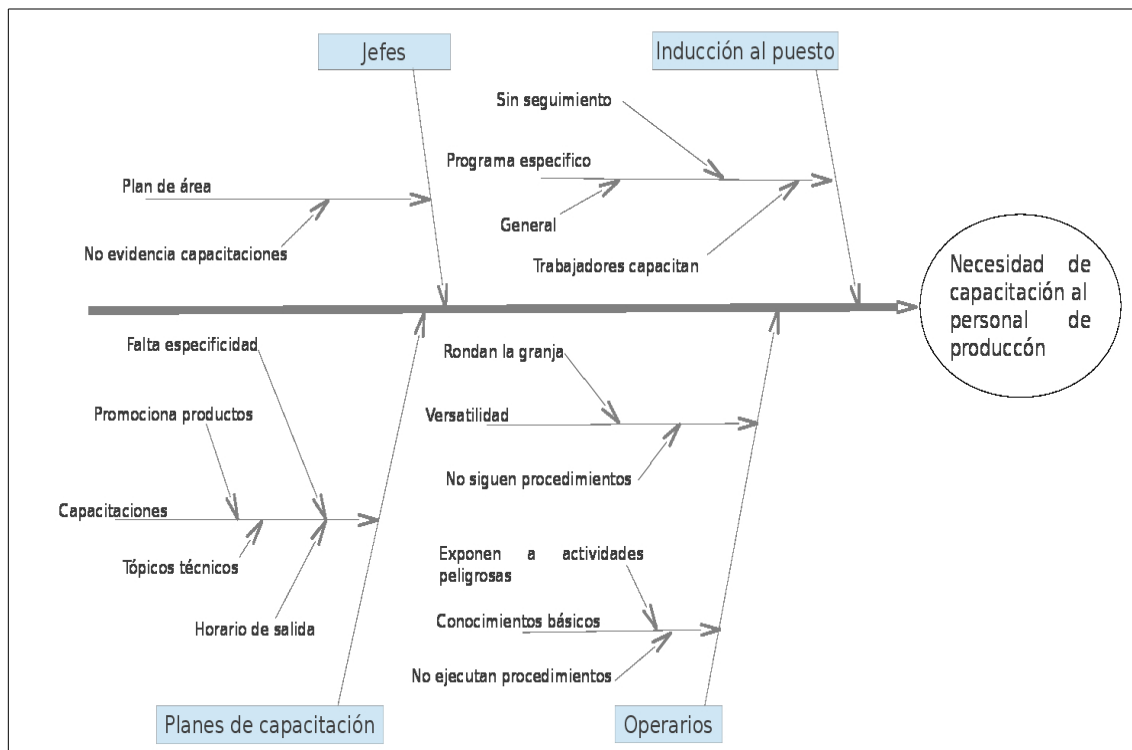 Jefes
Inducción al puesto
Sin seguimiento
Programa especifico
Plan de área
General
No evidencia capacitaciones
Trabajadores capacitan
Necesidad de
capacitación al
personal de
produccón
Falta especificidad
Rondan la granja
Promociona productos
Versatilidad
No siguen procedimientos
Capacitaciones
Tópicos técnicos
Exponen a actividades
peligrosas
Horario de salida
Conocimientos básicos
No ejecutan procedimientos
Planes de capacitación
Operarios